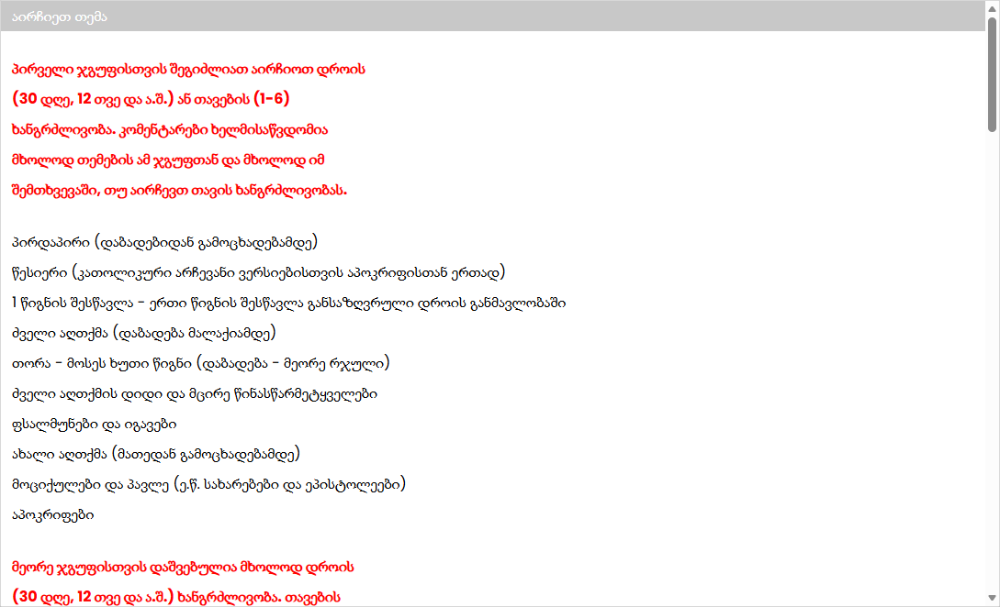 აირჩიეთ თემა
პირველი ჯგუფისთვის შეგიძლიათ აირჩიოთ დროის
(30 დღე, 12 თვე და ა.შ.) ან თავების (1-6)
ხანგრძლივობა. კომენტარები ხელმისაწვდომია
მხოლოდ თემების ამ ჯგუფთან და მხოლოდ იმ
შემთხვევაში, თუ აირჩევთ თავის ხანგრძლივობას.
პირდაპირი (დაბადებიდან გამოცხადებამდე)
წესიერი (კათოლიკური არჩევანი ვერსიებისთვის აპოკრიფისთან ერთად)
1 წიგნის შესწავლა - ერთი წიგნის შესწავლა განსაზღვრული დროის განმავლობაში
ძველი აღთქმა (დაბადება მალაქიამდე)
თორა - მოსეს ხუთი წიგნი (დაბადება - მეორე რჯული)
ძველი აღთქმის დიდი და მცირე წინასწარმეტყველები
ფსალმუნები და იგავები
ახალი აღთქმა (მათედან გამოცხადებამდე)
მოციქულები და პავლე (ე.წ. სახარებები და ეპისტოლეები)
აპოკრიფები
მეორე ჯგუფისთვის დაშვებულია მხოლოდ დროის
(30 დღე, 12 თვე და ა.შ.) ხანგრძლივობა. თავების